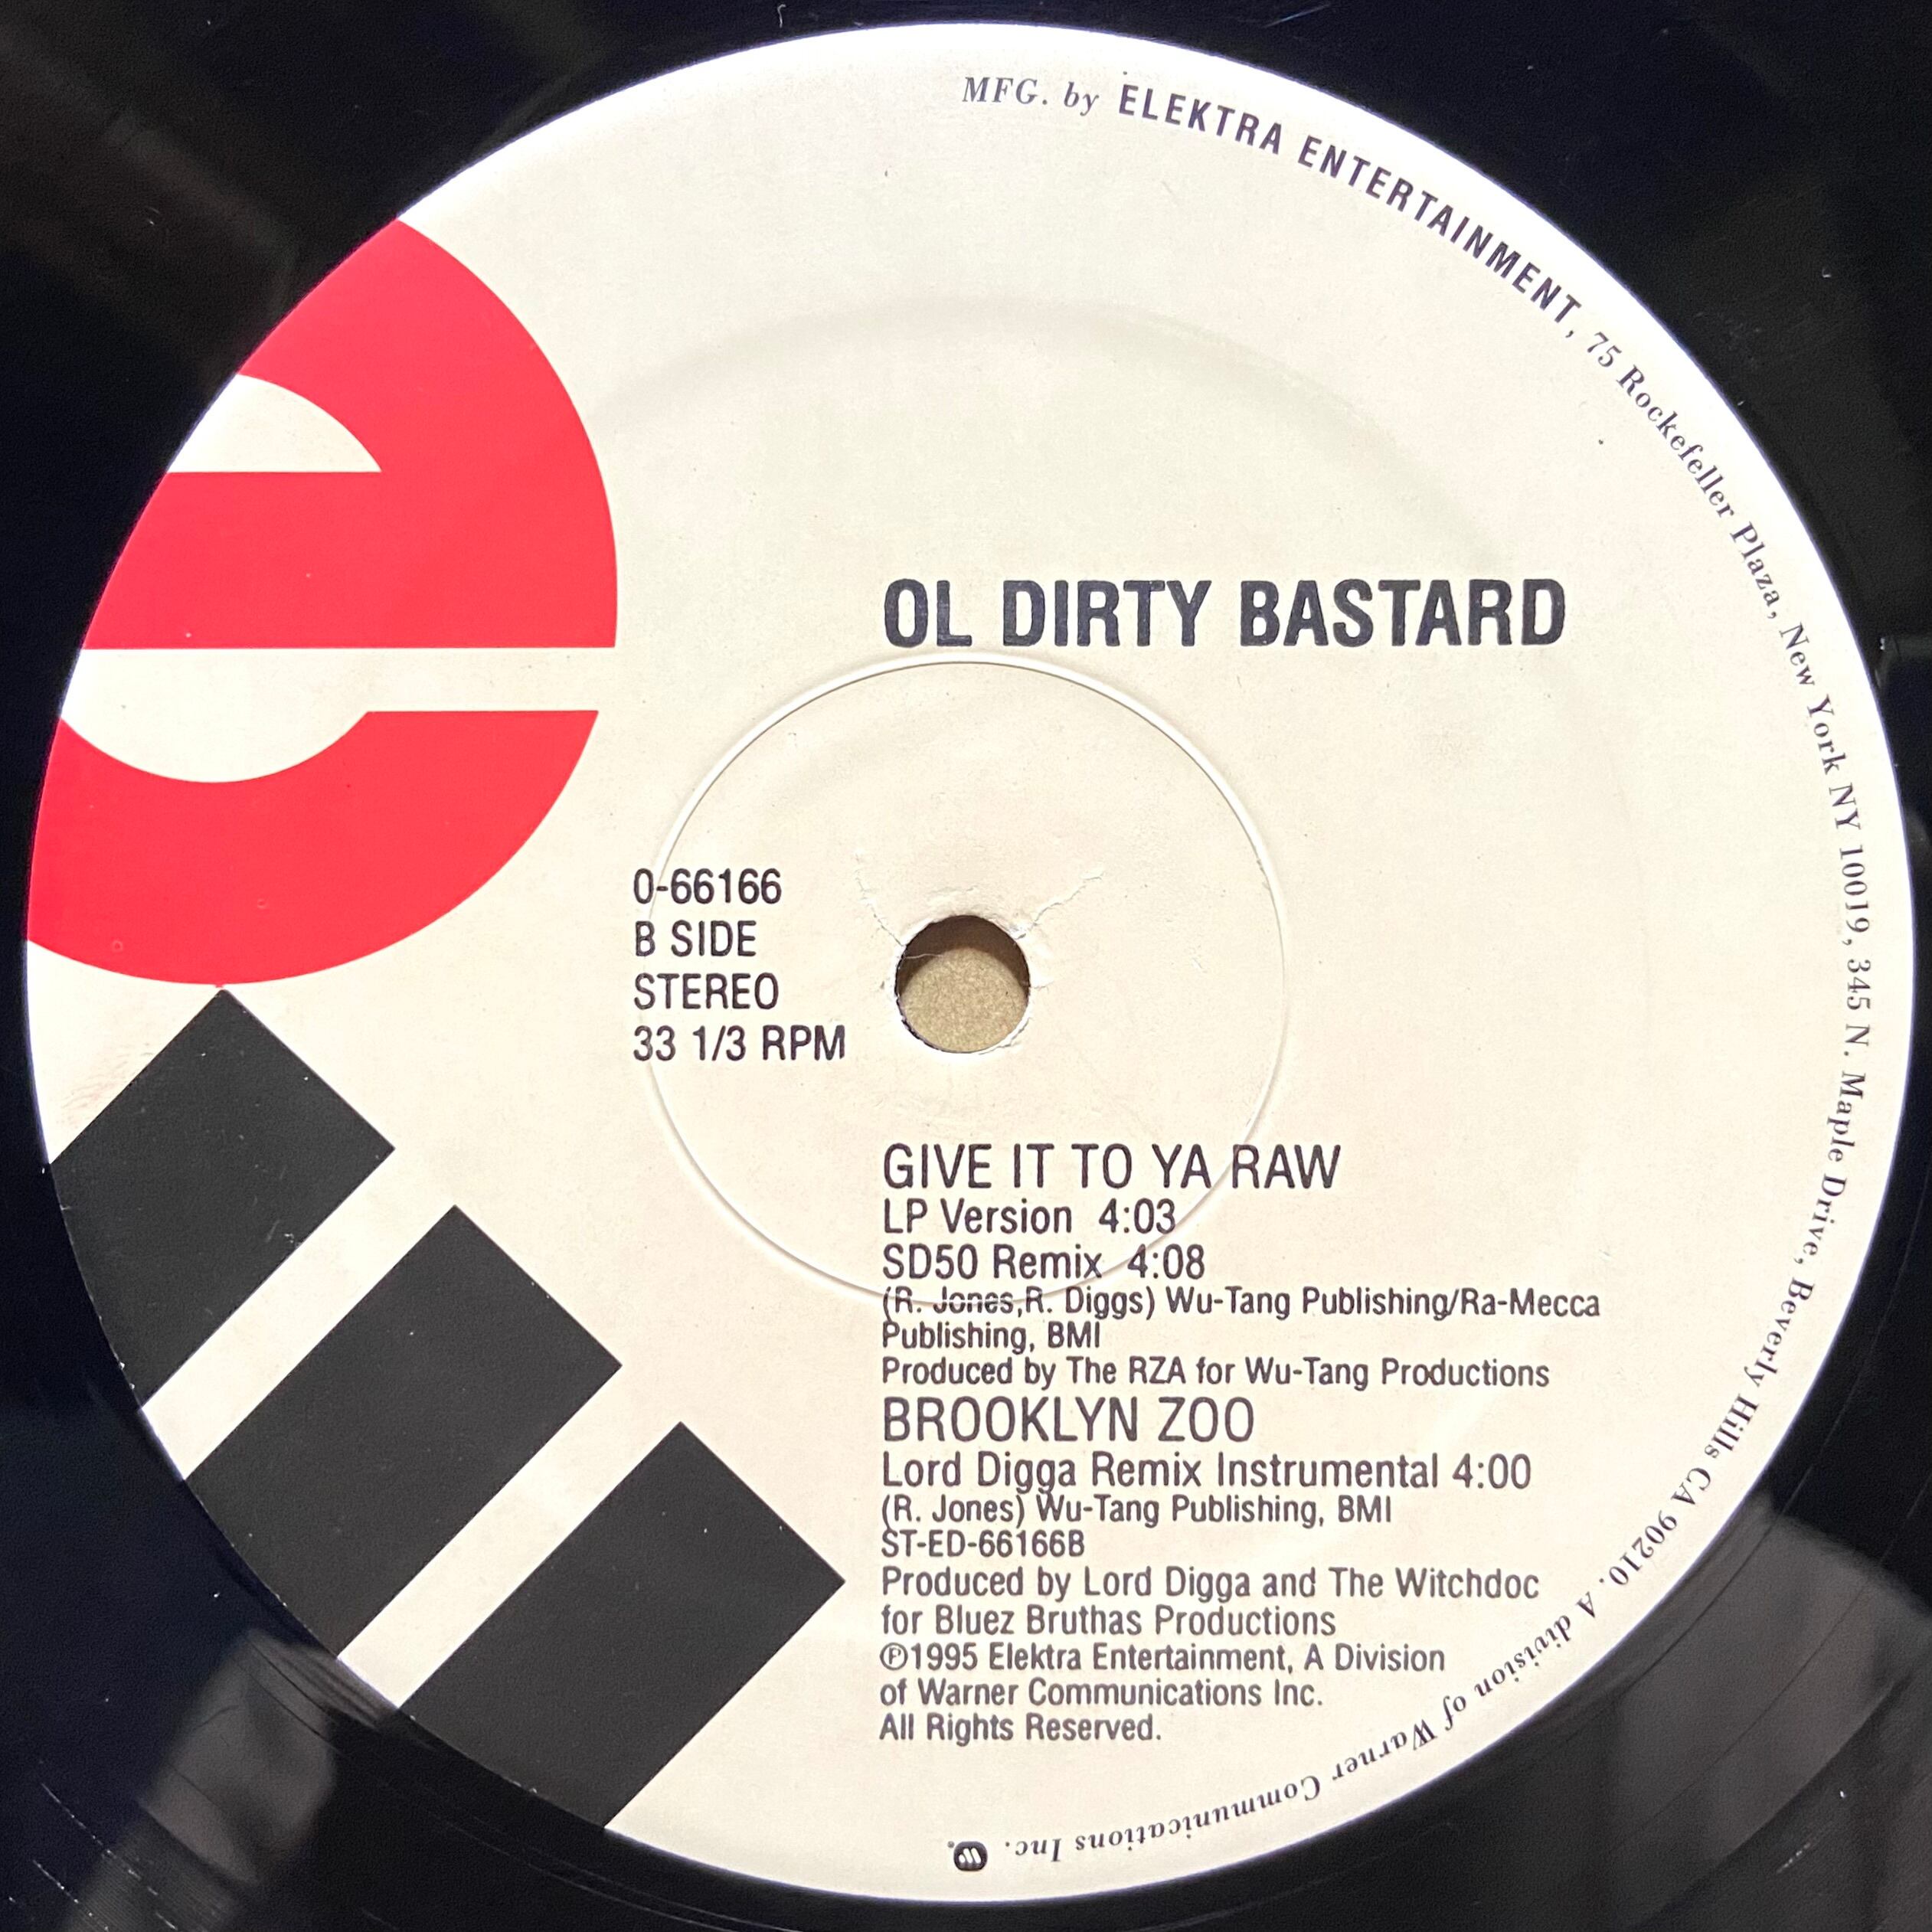 MFG. by ELEKTRA ENTERTAINMENT, 75 Rockefeller Plaza, New York NY 10019, 345 N. Maple Drive, Beverly Hills CA 90210. A division of Warner Communications Inc.
OL DIRTY BASTARD
0-66166
B SIDE
STEREO
33 1/3 RPM
GIVE IT TO YA RAW
LP Version 4:03
SD50 Remix 4:08
(R. Jones,R. Diggs) Wu-Tang Publishing/Ra-Mecca
Publishing, BMI
Produced by The RZA for Wu-Tang Productions
BROOKLYN ZOO
Lord Digga Remix Instrumental 4:00
(R. Jones) Wu-Tang Publishing, BMI
ST-ED-66166B
Produced by Lord Digga and The Witchdoc
for Bluez Bruthas Productions
℗1995 Elektra Entertainment, A Division
of Warner Communications Inc.
All Rights Reserved.